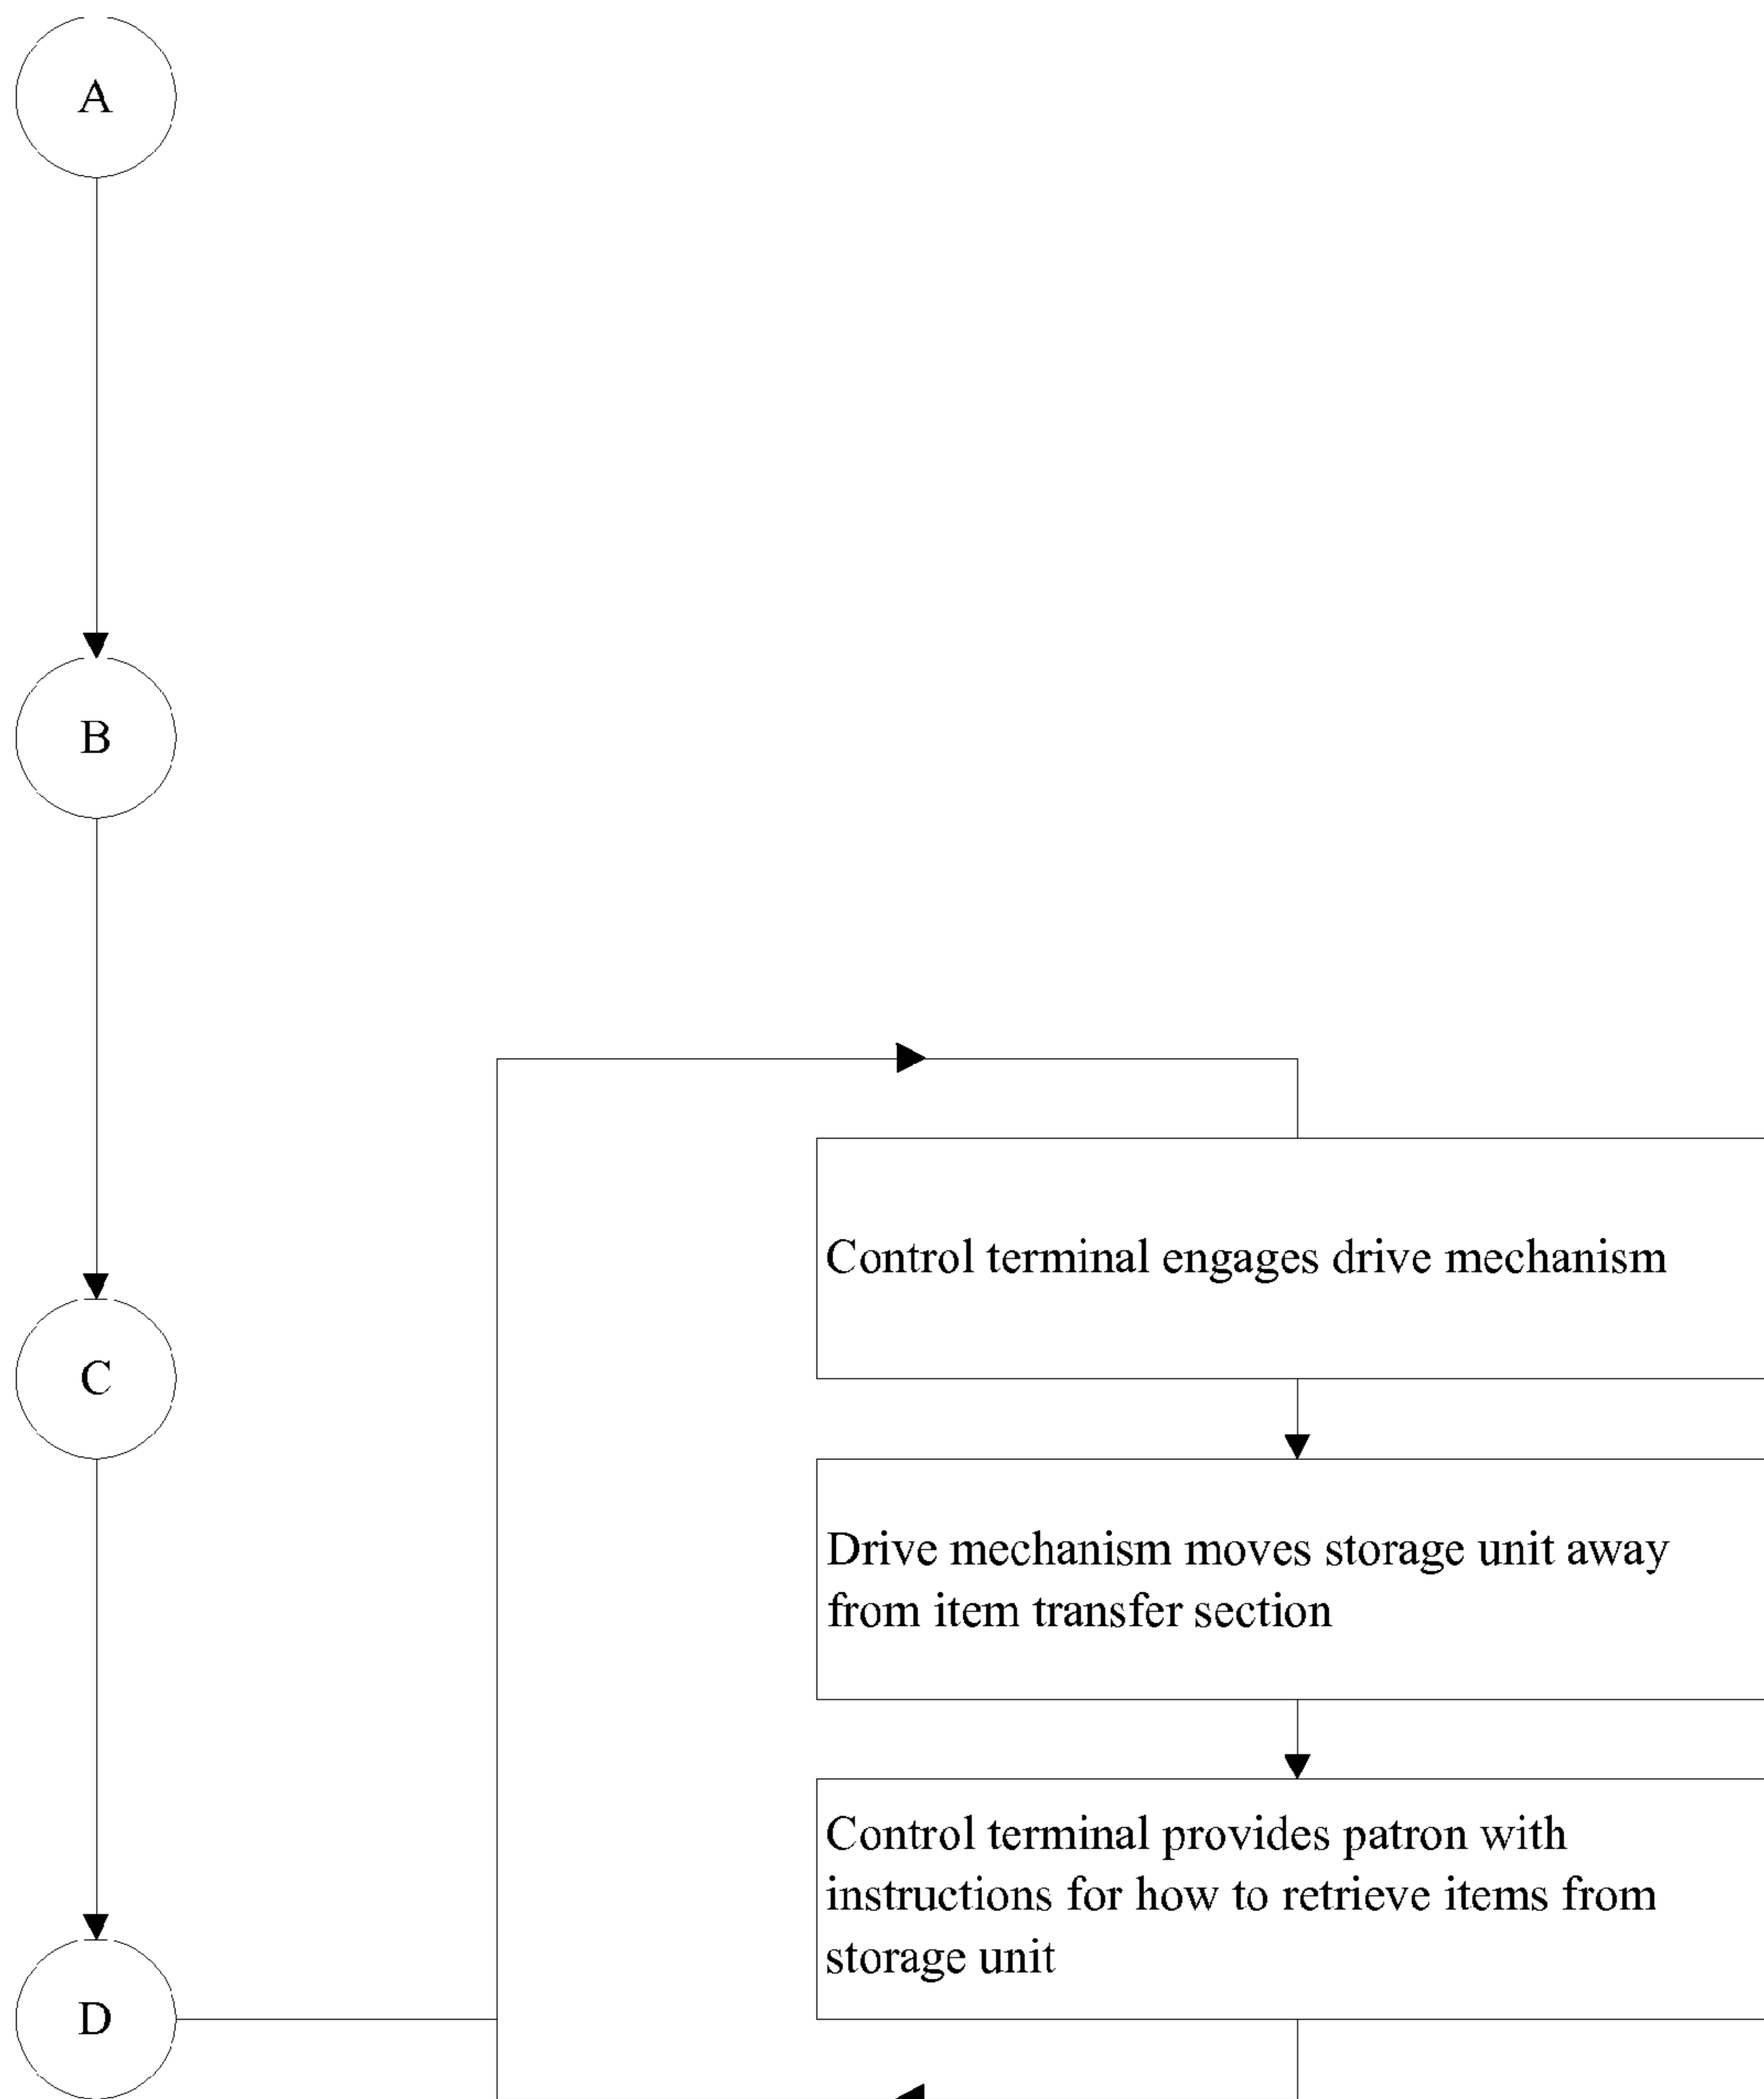 A
B
C
Control terminal engages drive mechanism
Drive mechanism moves storage unit away
from item transfer section
Control terminal provides patron with
instructions for how to retrieve items from
storage unit
D